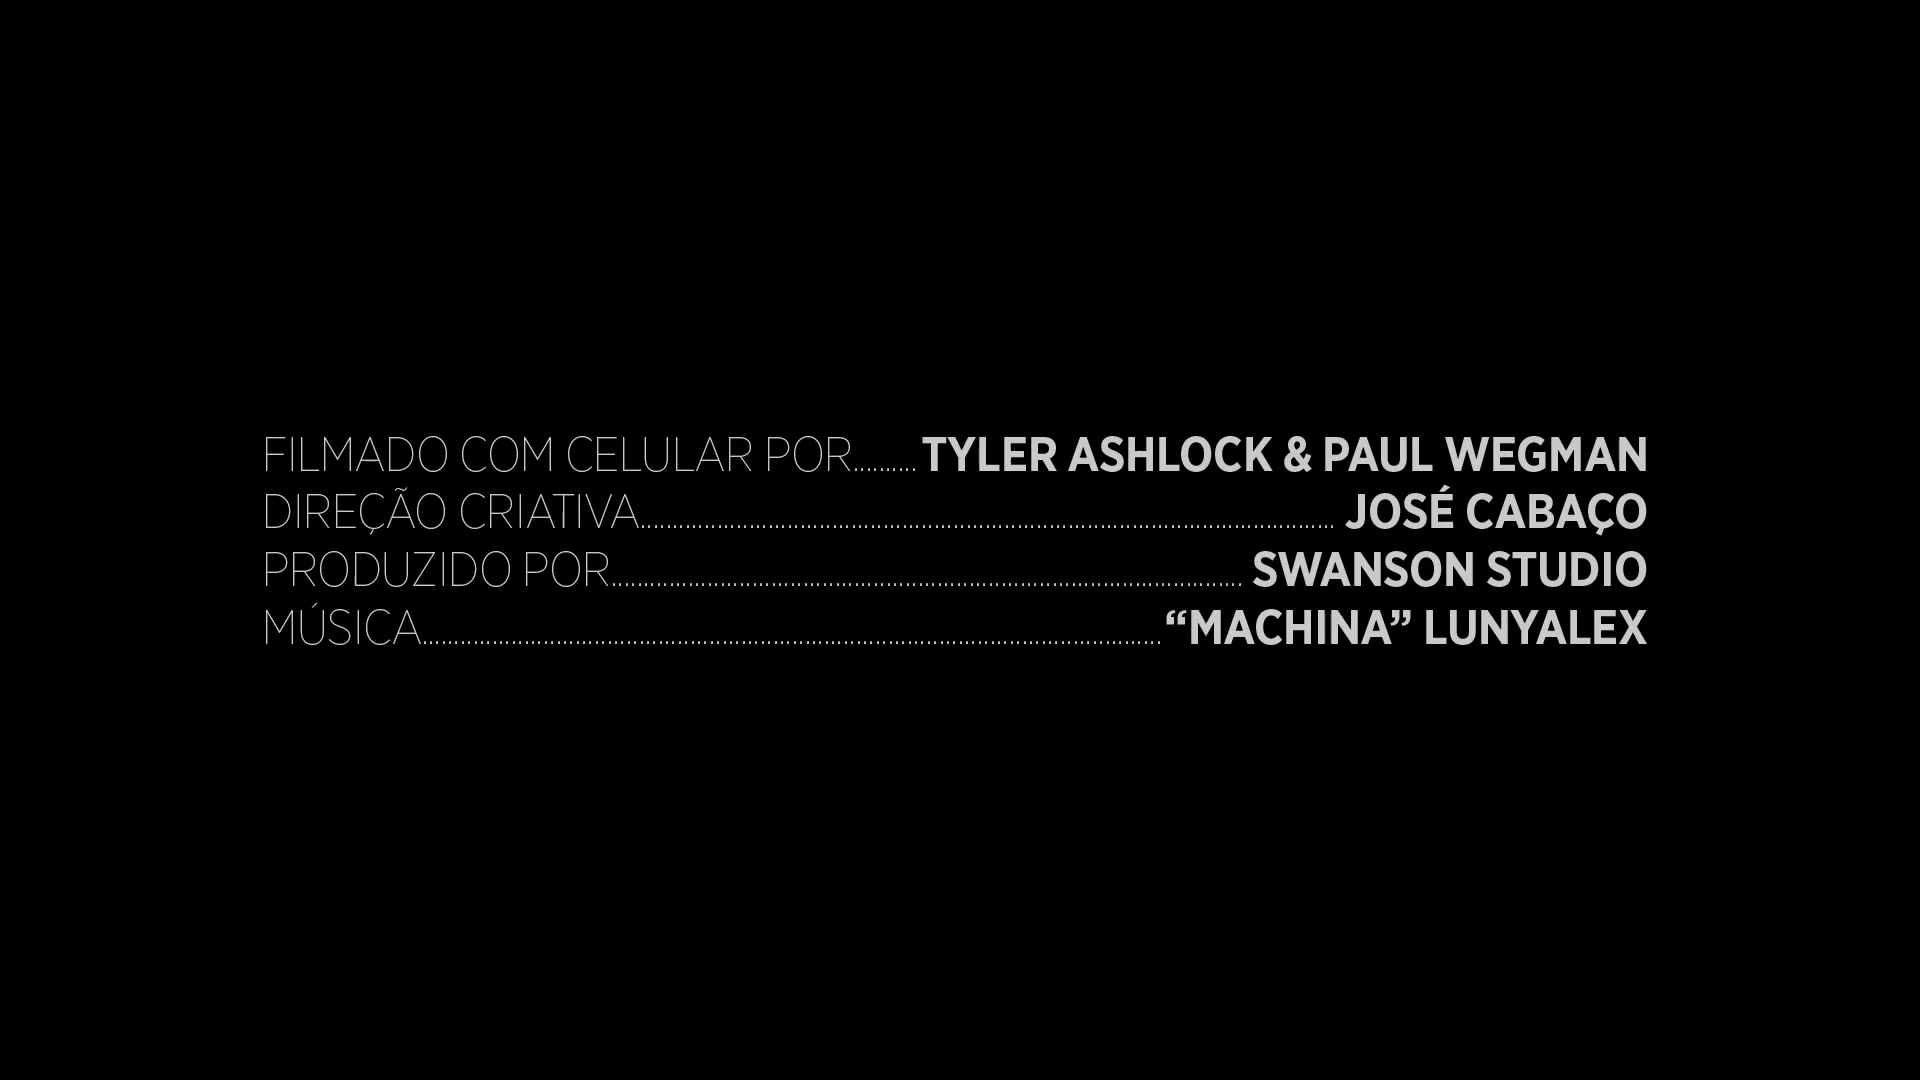 FILMADO COM CELULAR POR.......... TYLER ASHLOCK & PAUL WEGMAN
DIREÇÃO CRIATIVA.......................................................................................................... JOSÉ CABAÇO
PRODUZIDO POR................................................................................................ SWANSON STUDIO
MÚSICA................................................................................................................. “MACHINA” LUNYALEX